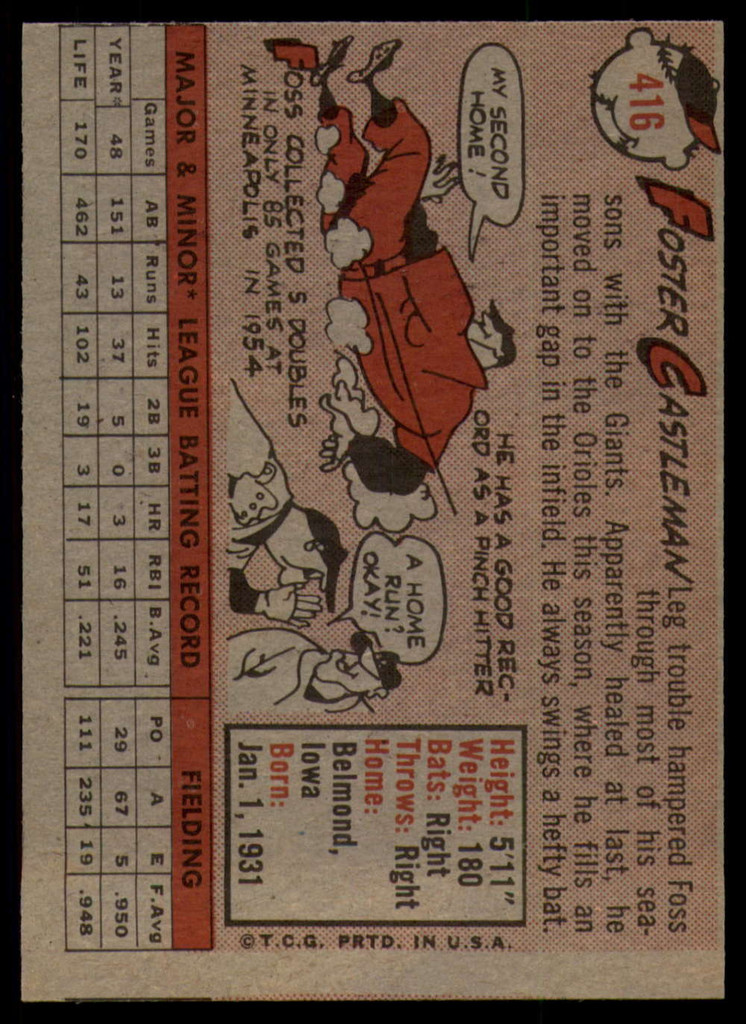 416
FOSTER CASTLEMAN
Leg trouble hampered Foss
through most of his sea-
sons with the Giants. Apparently healed at last, he
moved on to the Orioles this season, where he fills an
important gap in the infield. He always swings a hefty bat.
MY SECOND
HOME!
HE HAS A GOOD REC-
ORD AS A PINCH HITTER
A HOME
RUN?
OKAY!
FOSS COLLECTED 5 DOUBLES
IN ONLY 85 GAMES AT
MINNEAPOLIS IN 1954
Height: 5'11"
Weight: 180
Bats: Right
Throws: Right
Home:
Belmond,
Iowa
Born:
Jan. 1, 1931
©T.C.G. PRTD. IN U.S.A.
MAJOR & MINOR* LEAGUE BATTING RECORD FIELDING
Games AB Runs Hits 2B 3B HR RBI B.Avg PO A E F.Avg
YEAR* 48 151 13 37 5 0 3 16 .245 29 67 5 .950
LIFE 170 462 43 102 19 3 17 51 .221 111 235 19 .948